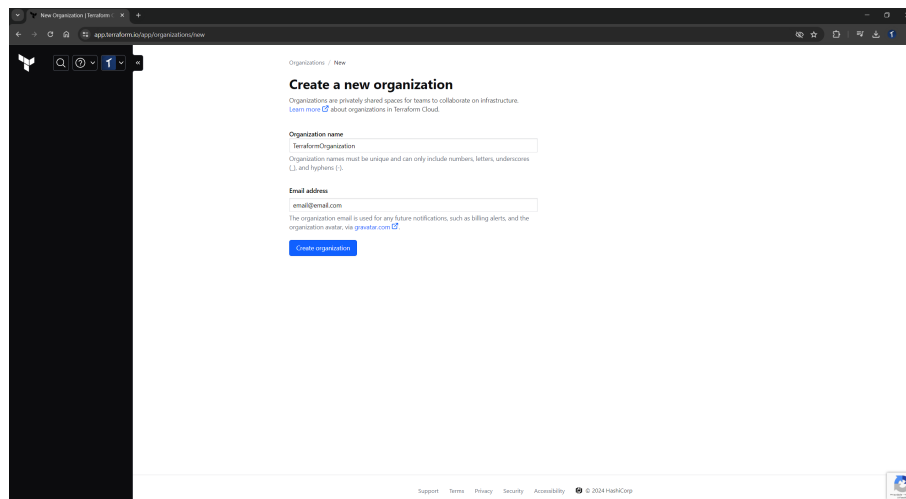 New Organization | Terraform C
app.terraform.io/app/organizations/new
Organizations / New
Create a new organization
Organizations are privately shared spaces for teams to collaborate on infrastructure.
Learn more about organizations in Terraform Cloud.
Organization name
TerraformOrganization
Organization names must be unique and can only include numbers, letters, underscores
(_), and hyphens (-).
Email address
email@email.com
The organization email is used for any future notifications, such as billing alerts, and the
organization avatar, via gravatar.com.
Create organization
Support Terms Privacy Security Accessibility © 2024 HashiCorp